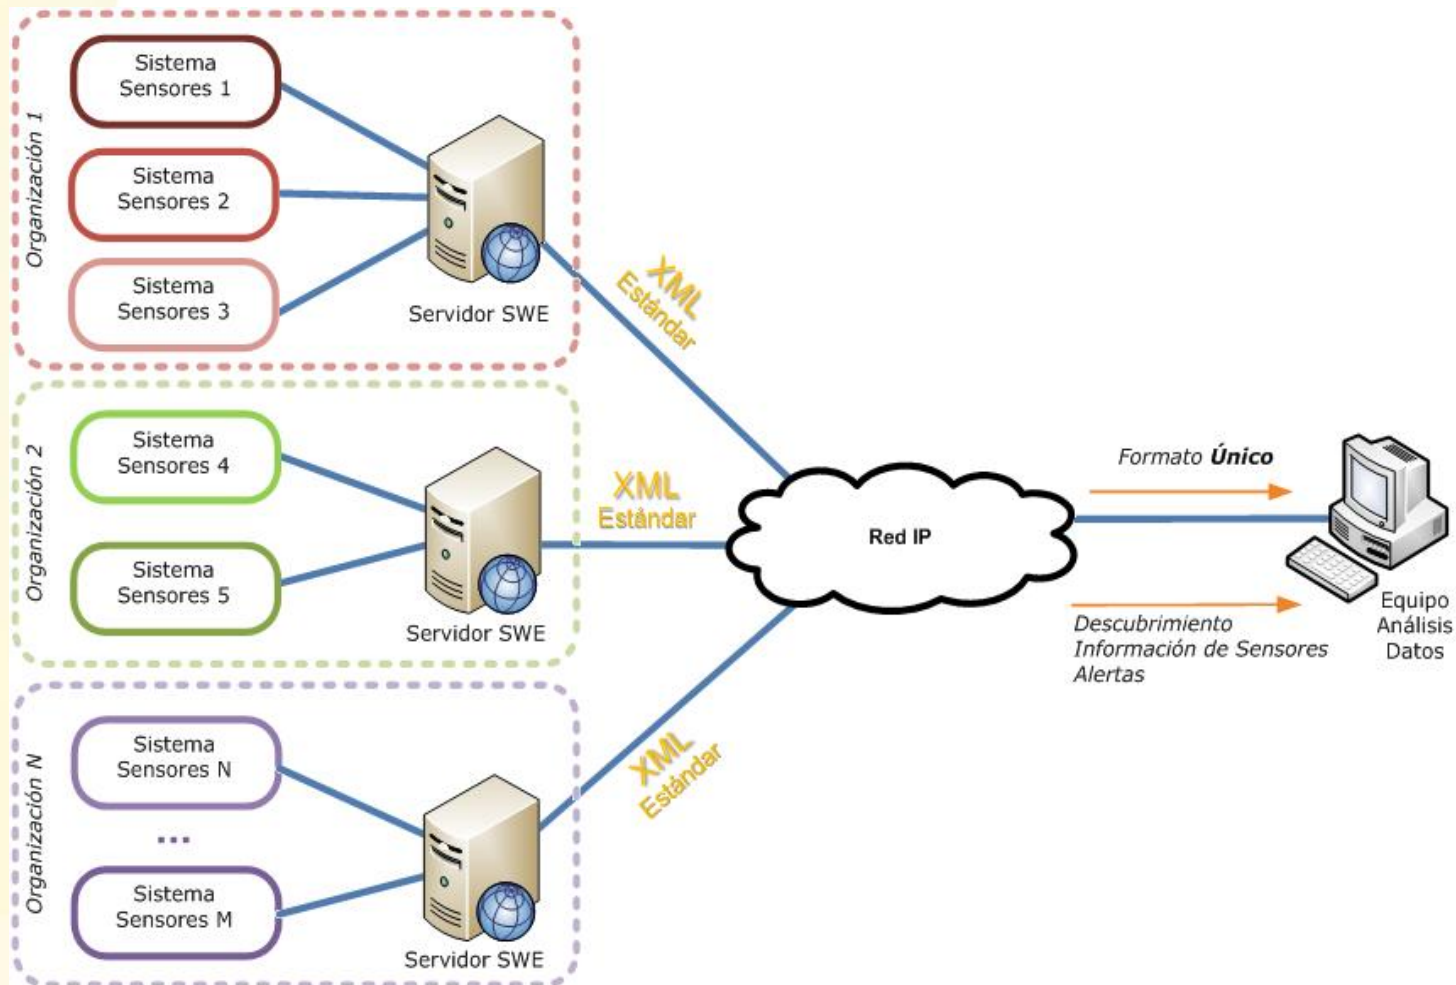 Organización 1
Sistema
Sensores 1
Sistema
Sensores 2
Sistema
Sensores 3
Servidor SWE
XML
Estándar
Organización 2
Sistema
Sensores 4
Sistema
Sensores 5
Servidor SWE
XML
Estándar
Organización N
Sistema
Sensores N
...
Sistema
Sensores M
Servidor SWE
XML
Estándar
Red IP
Formato Único
Descubrimiento
Información de Sensores
Alertas
Equipo
Análisis
Datos